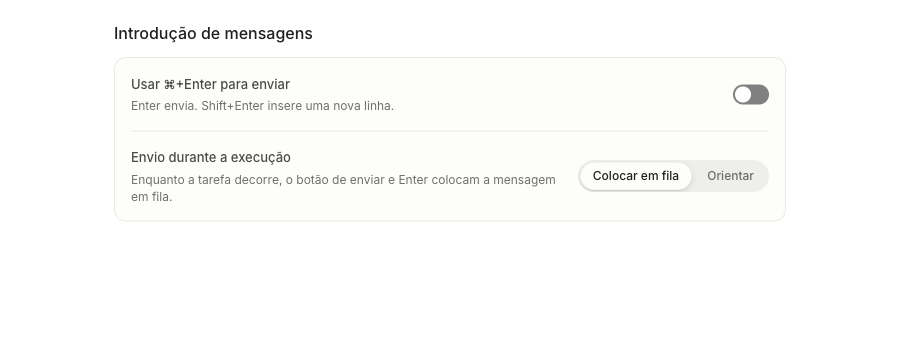 Introdução de mensagens
Usar ⌘+Enter para enviar
Enter envia. Shift+Enter insere uma nova linha.
Envio durante a execução
Enquanto a tarefa decorre, o botão de enviar e Enter colocam a mensagem
em fila.
Colocar em fila
Orientar